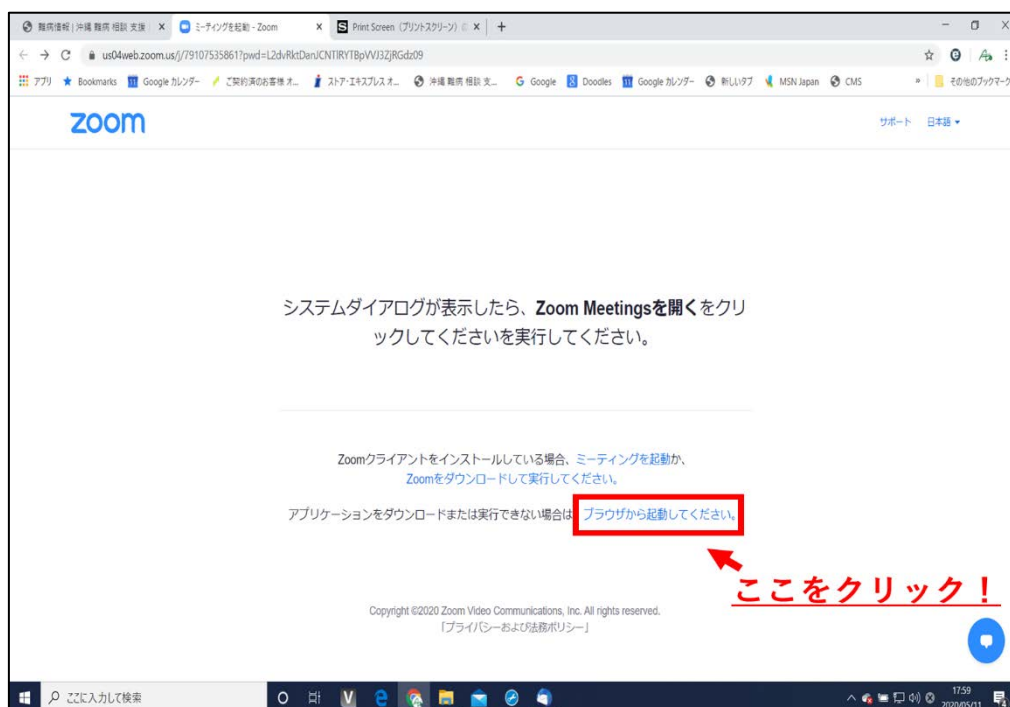 難病情報 | 沖縄 難病 相談 支援
ミーティングを起動 - Zoom
Print Screen（プリントスクリーン）の
us04web.zoom.us/j/79107535861?pwd=L2dvRktDanJCNTlRYTBpVVJ3ZjRGdz09
アプリ Bookmarks Google カレンダー ご契約済のお客様 オ... ストア・エキスプレス オ... 沖縄 難病 相談 支... Google Doodles Google カレンダー 新しいタブ MSN Japan CMS » その他のブックマーク
zoom
サポート 日本語
システムダイアログが表示したら、Zoom Meetingsを開くをクリ
ックしてくださいを実行してください。
Zoomクライアントをインストールしている場合、ミーティングを起動か、
Zoomをダウンロードして実行してください。
アプリケーションをダウンロードまたは実行できない場合は ブラウザから起動してください。
ここをクリック！
Copyright ©2020 Zoom Video Communications, Inc. All rights reserved.
「プライバシーおよび法務ポリシー」
ここに入力して検索
17:59
2020/05/11